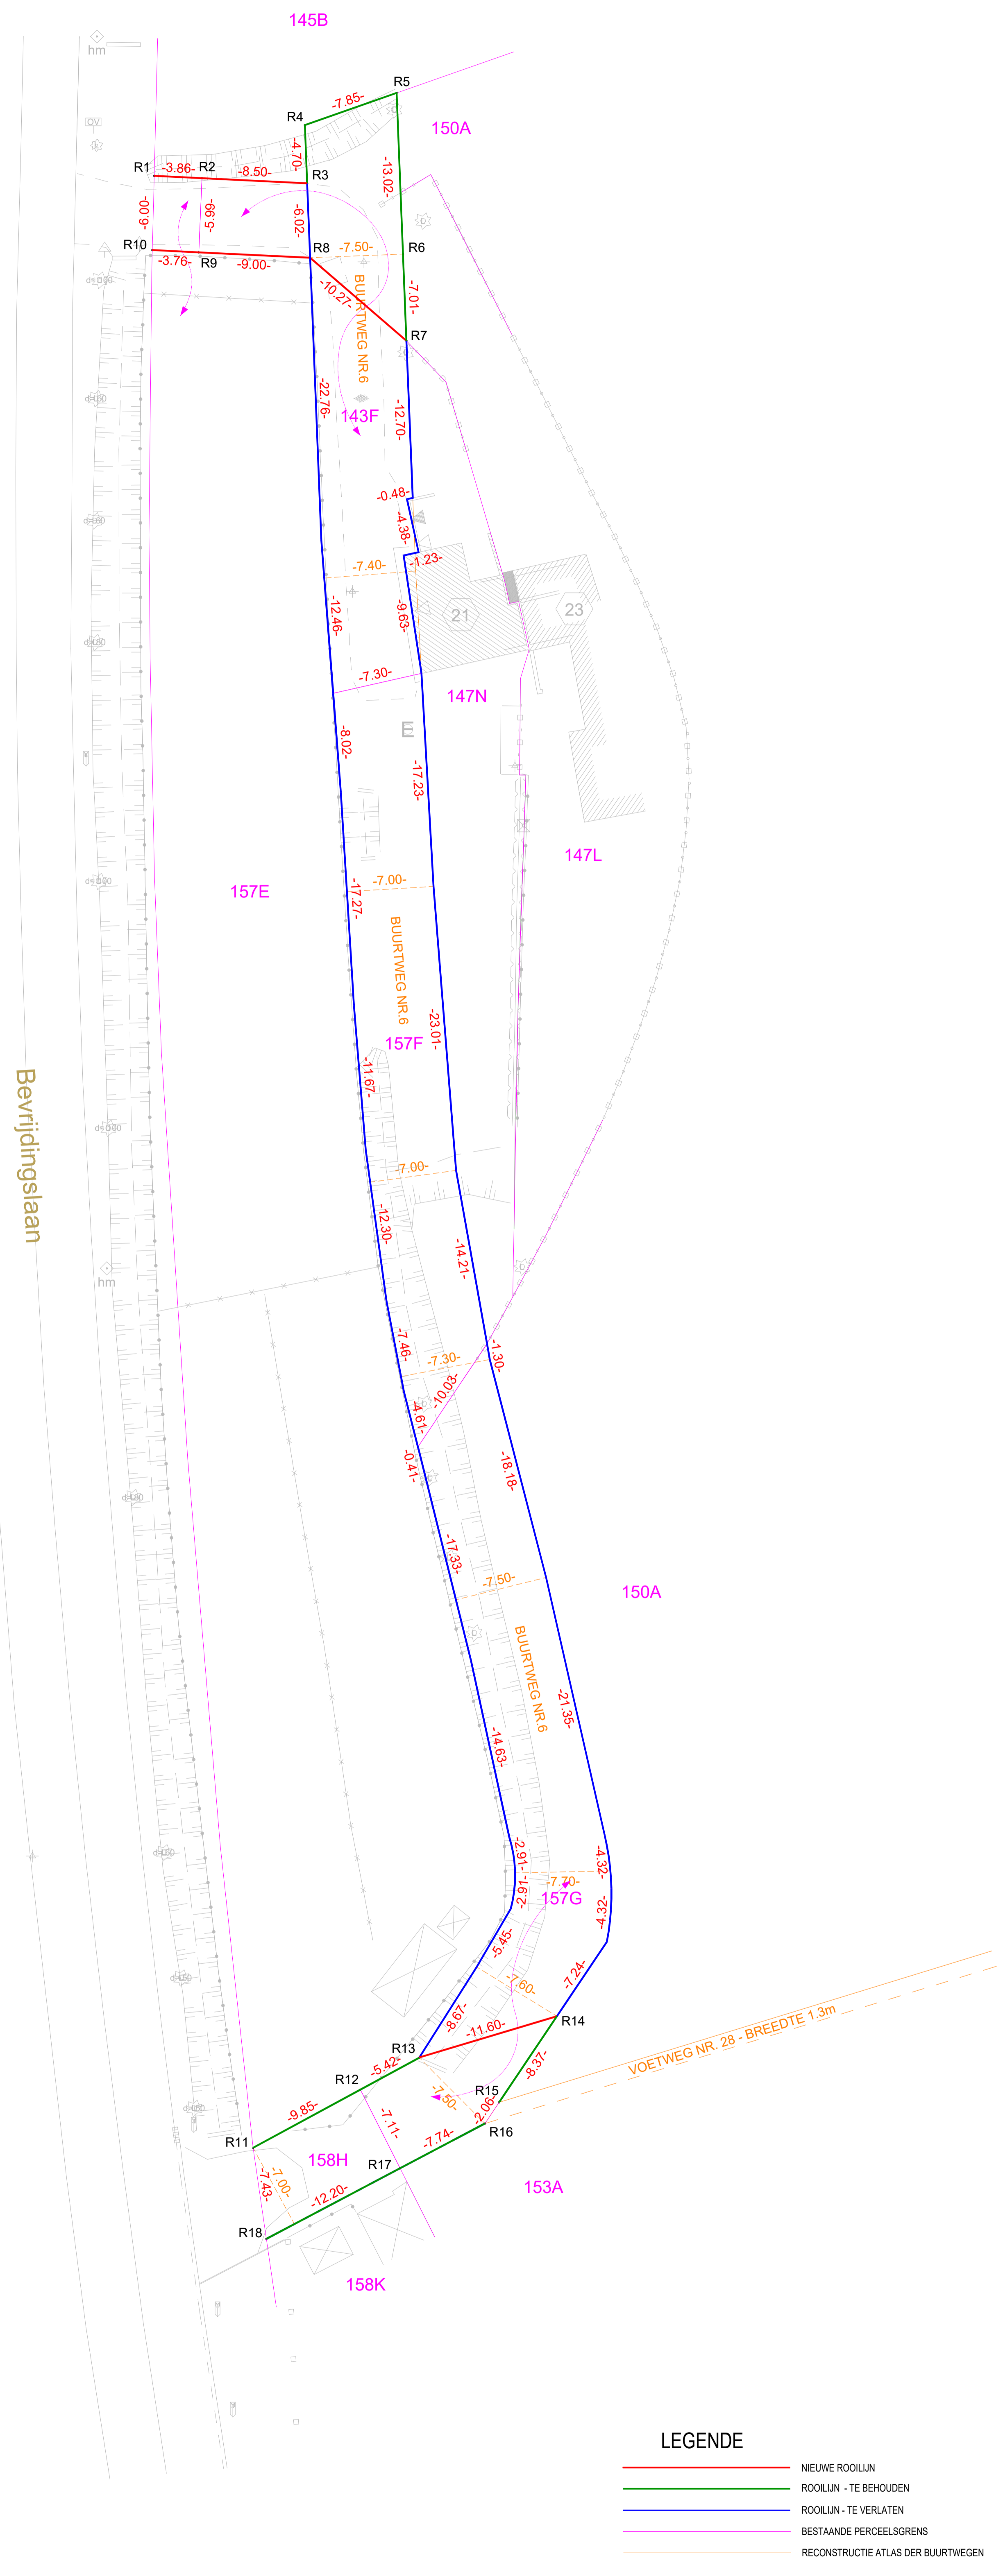 145B
hm
R5
-7.85-
R4
OV
150A
-4.70-
-13.02-
R1
-3.86-
R2
-8.50-
R3
-6.00-
-5.99-
-6.02-
R10
-3.76-
R9
-9.00-
R8
-7.50-
R6
-10.27-
-7.01-
BUURTWEG NR.6
R7
-22.76-
143F
-12.70-
-0.48-
-4.38-
-1.23-
-7.40-
-12.46-
-9.63-
21
23
-7.30-
147N
E
-8.02-
-17.23-
147L
157E
-7.00-
-17.27-
BUURTWEG NR.6
-23.01-
157F
-11.67-
Bevrijdingslaan
-7.00-
-12.30-
-14.21-
hm
-7.46-
-7.30-
-1.30-
-10.03-
-4.61-
-0.41-
-18.18-
-17.33-
-7.50-
150A
BUURTWEG NR.6
-21.35-
-14.63-
-2.91-
-4.32-
-7.70-
-2.91-
157G
-4.32-
-5.45-
-7.60-
-7.24-
-8.67-
-11.60-
R14
VOETWEG NR. 28 - BREEDTE 1.3m
R13
-5.42-
-8.37-
R12
-7.50-
R15
-9.85-
-7.11-
-2.06-
R16
R11
-7.74-
158H
R17
-7.43-
-7.00-
-12.20-
153A
R18
158K
LEGENDE
NIEUWE ROOILIJN
ROOILIJN - TE BEHOUDEN
ROOILIJN - TE VERLATEN
BESTAANDE PERCEELSGRENS
RECONSTRUCTIE ATLAS DER BUURTWEGEN